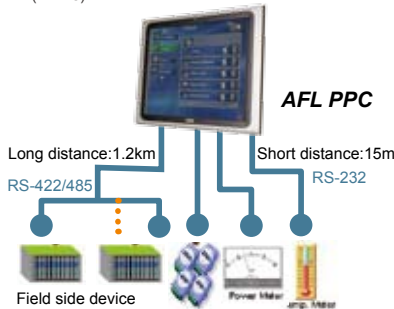 AFL PPC
Long distance:1.2km
Short distance:15m
RS-422/485
RS-232
Field side device
Power Meter
Meter